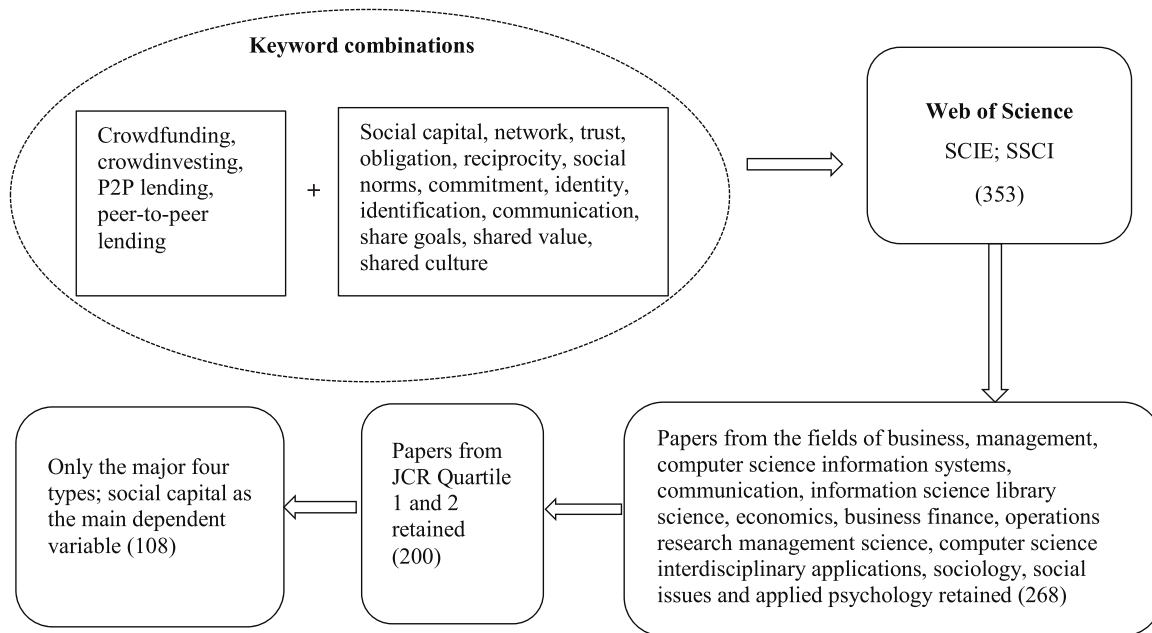 Keyword combinations
Crowdfunding,
crowdinvesting,
P2P lending,
peer-to-peer
lending
+
Social capital, network, trust,
obligation, reciprocity, social
norms, commitment, identity,
identification, communication,
share goals, shared value,
shared culture
Web of Science
SCIE; SSCI
(353)
Papers from the fields of business, management,
computer science information systems,
communication, information science library
science, economics, business finance, operations
research management science, computer science
interdisciplinary applications, sociology, social
issues and applied psychology retained (268)
Papers from
JCR Quartile
1 and 2
retained
(200)
Only the major four
types; social capital as
the main dependent
variable (108)